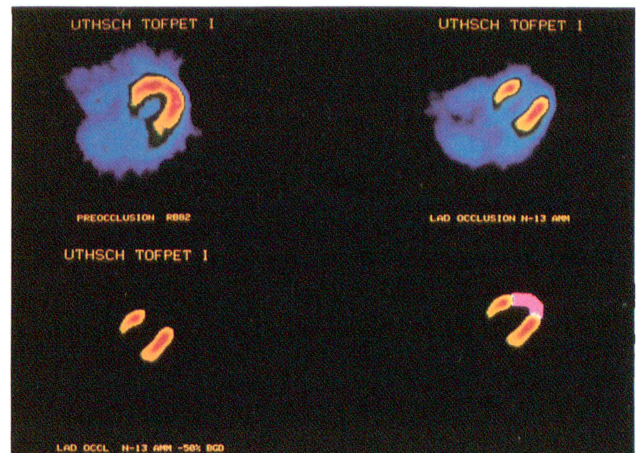 UTHSCH TOFPET I
UTHSCH TOFPET I
PREOCCLUSION RB82
LAD OCCLUSION N-13 AMM
UTHSCH TOFPET I
LAD OCCL N-13 AMM -50% BGD